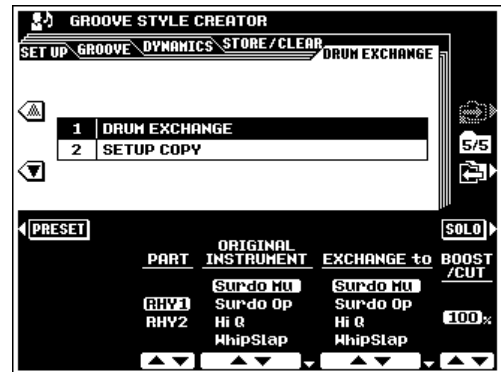 GROOVE STYLE CREATOR
SET UP GROOVE DYNAMICS STORE/CLEAR DRUM EXCHANGE
1 DRUM EXCHANGE
2 SETUP COPY
5/5
PRESET SOLO
PART ORIGINAL INSTRUMENT EXCHANGE to BOOST /CUT
Surdo Mu Surdo Mu
RHY1 Surdo Op Surdo Op 100%
RHY2 Hi Q Hi Q
WhipSlap WhipSlap